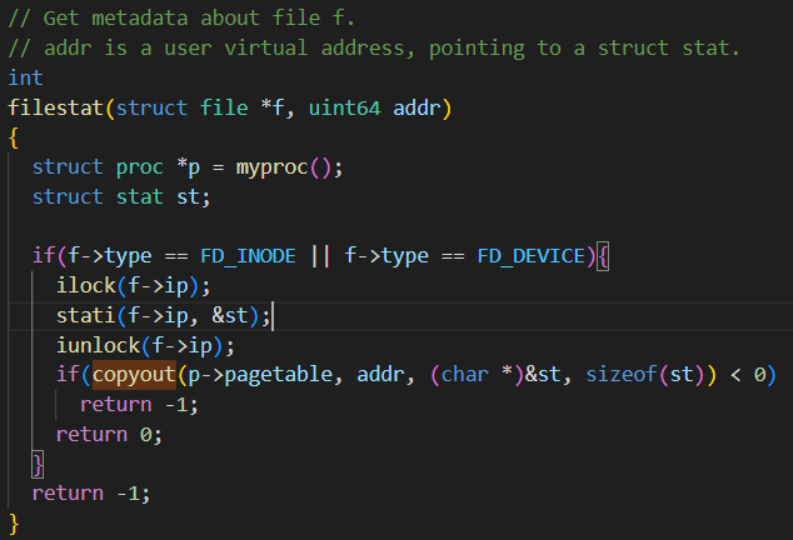 // Get metadata about file f.
// addr is a user virtual address, pointing to a struct stat.
int
filestat(struct file *f, uint64 addr)
{
  struct proc *p = myproc();
  struct stat st;

  if(f->type == FD_INODE || f->type == FD_DEVICE){
    ilock(f->ip);
    stati(f->ip, &st);
    iunlock(f->ip);
    if(copyout(p->pagetable, addr, (char *)&st, sizeof(st)) < 0)
      return -1;
    return 0;
  }
  return -1;
}